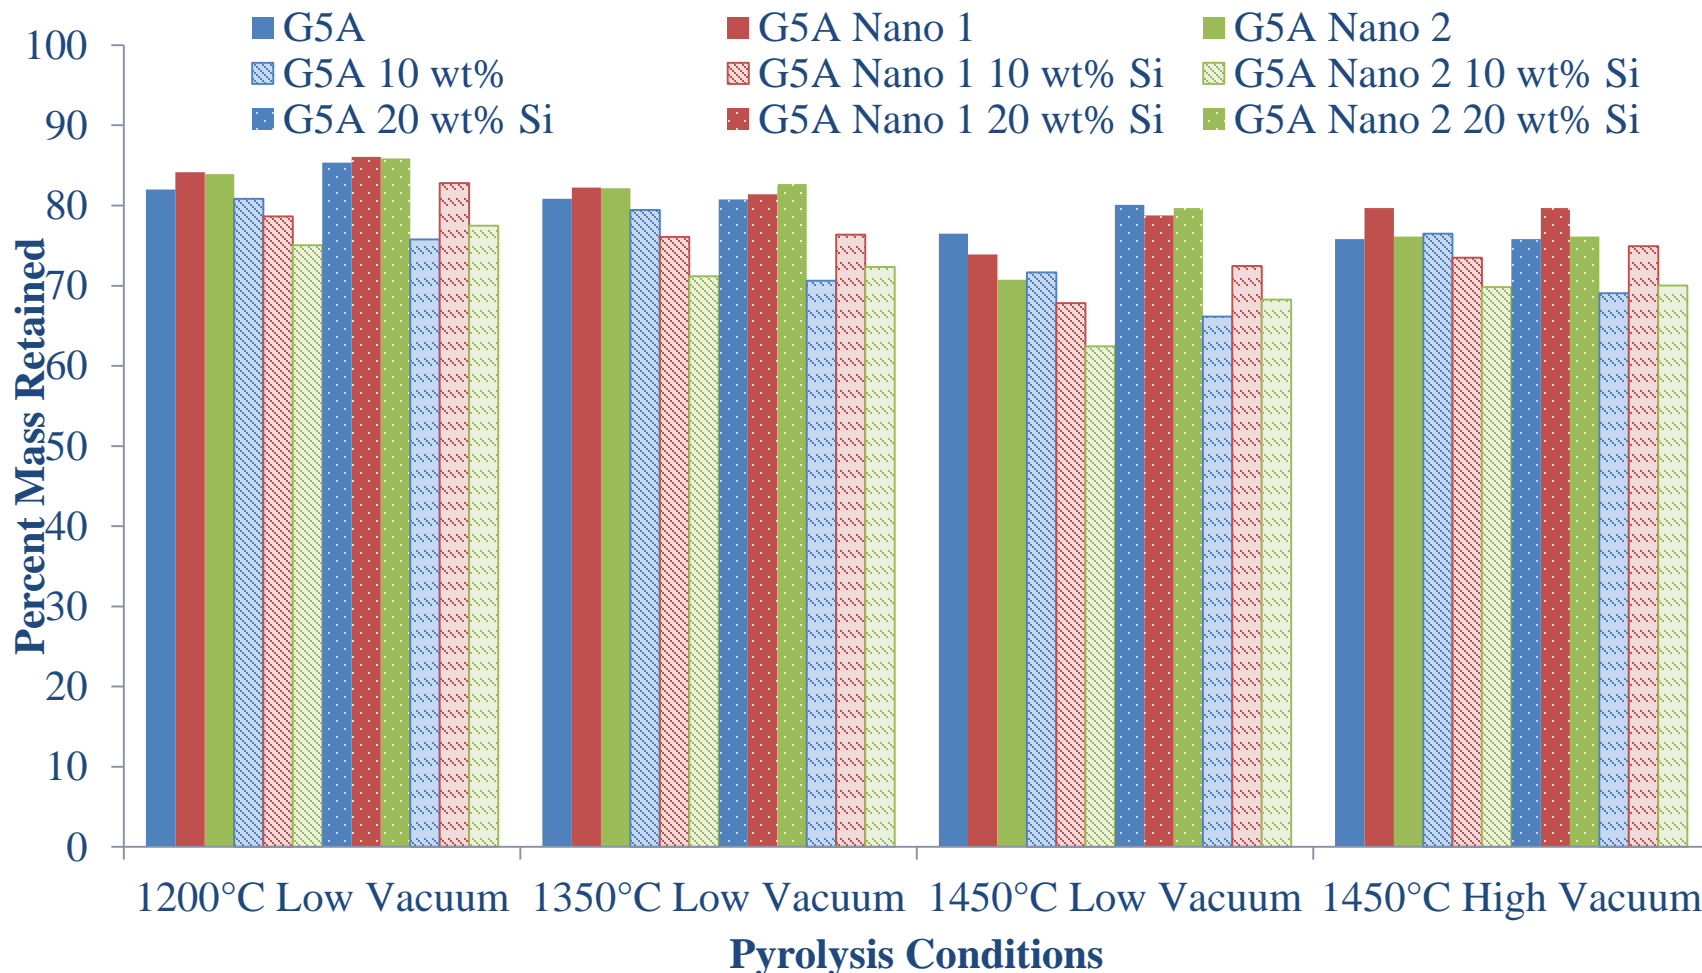 G5A G5A Nano 1 G5A Nano 2
G5A 10 wt% G5A Nano 1 10 wt% Si G5A Nano 2 10 wt% Si
G5A 20 wt% Si G5A Nano 1 20 wt% Si G5A Nano 2 20 wt% Si
100
90
80
70
60
50
40
30
20
10
0
Percent Mass Retained
1200°C Low Vacuum 1350°C Low Vacuum 1450°C Low Vacuum 1450°C High Vacuum
Pyrolysis Conditions